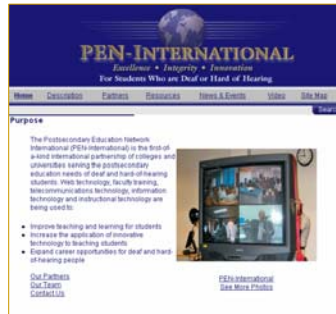 PEN-INTERNATIONAL
Excellence • Integrity • Innovation
For Students Who are Deaf or Hard of Hearing
Home Description Partners Resources News & Events Video Site Map
Search
Purpose
The Postsecondary Education Network
International (PEN-International) is the first-of-
a-kind international partnership of colleges and
universities serving the postsecondary
education needs of deaf and hard-of-hearing
students. Web technology, faculty training,
telecommunications technology, information
technology and instructional technology are
being used to:
• Improve teaching and learning for students
• Increase the application of innovative
technology to teaching students
• Expand career opportunities for deaf and hard-
of-hearing people
Our Partners
Our Team
Contact Us
PEN-International
See More Photos